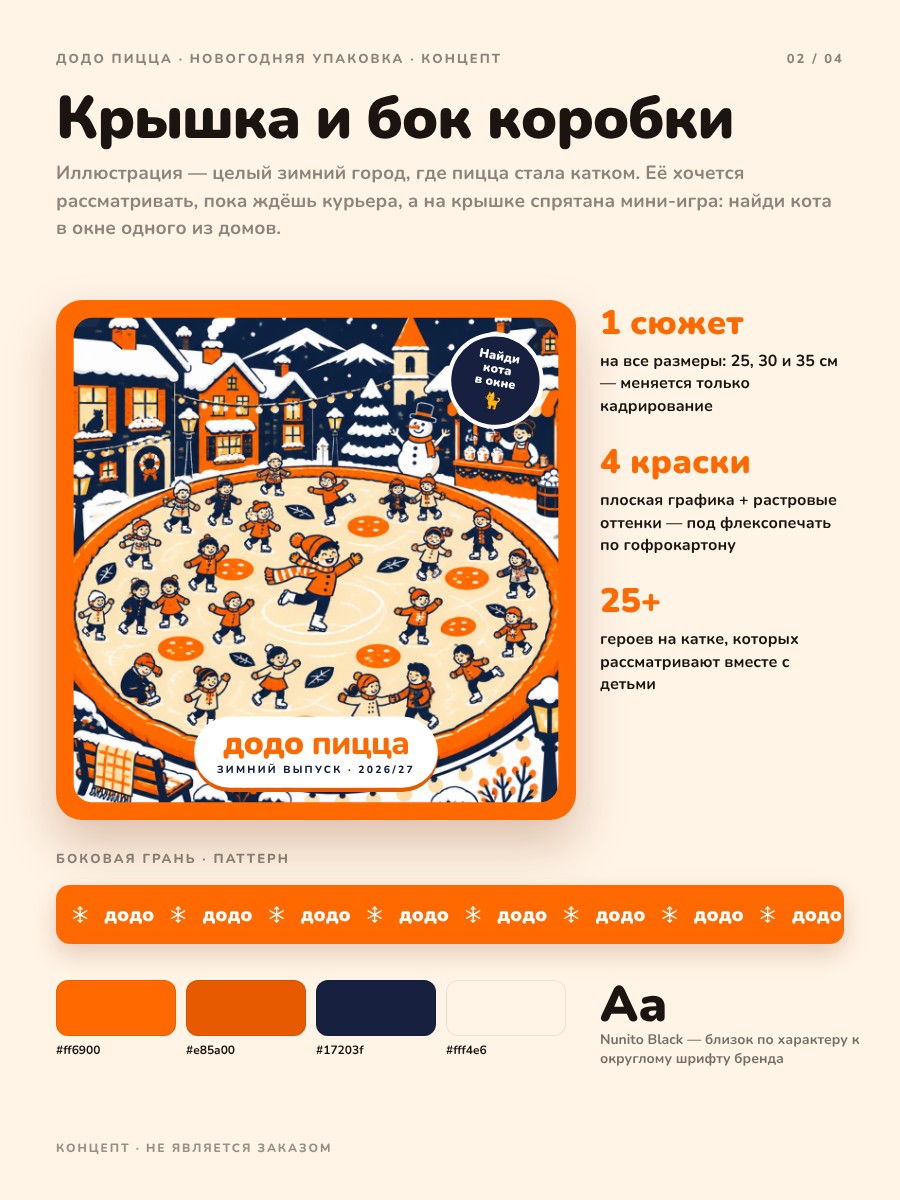 ДОДО ПИЦЦА · НОВОГОДНЯЯ УПАКОВКА · КОНЦЕПТ
02 / 04
Крышка и бок коробки
Иллюстрация — целый зимний город, где пицца стала катком. Её хочется
рассматривать, пока ждёшь курьера, а на крышке спрятана мини-игра: найди кота
в окне одного из домов.
Найди
кота
в окне
додо пицца
ЗИМНИЙ ВЫПУСК · 2026/27
1 сюжет
на все размеры: 25, 30 и 35 см
— меняется только
кадрирование
4 краски
плоская графика + растровые
оттенки — под флексопечать
по гофрокартону
25+
героев на катке, которых
рассматривают вместе с
детьми
БОКОВАЯ ГРАНЬ · ПАТТЕРН
додо додо додо додо додо додо додо додо
#ff6900
#e85a00
#17203f
#fff4e6
Aa
Nunito Black — близок по характеру к
округлому шрифту бренда
КОНЦЕПТ · НЕ ЯВЛЯЕТСЯ ЗАКАЗОМ